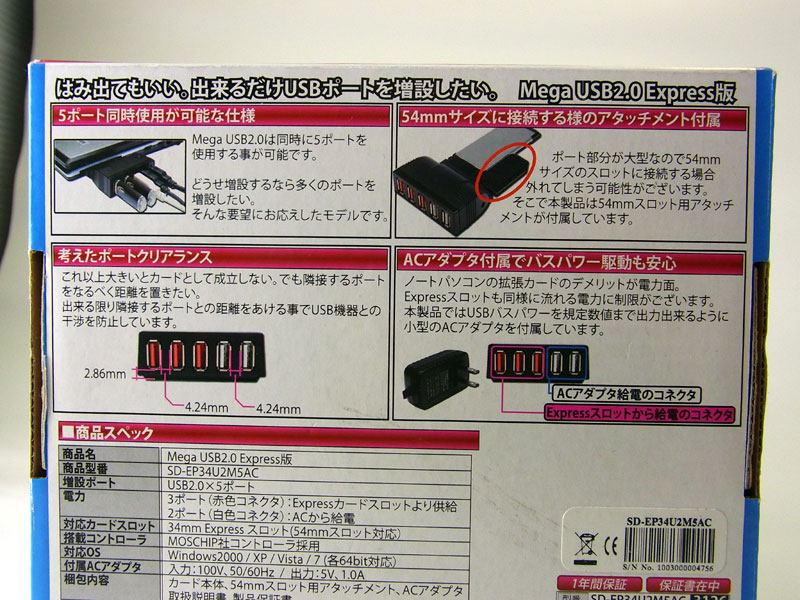 はみ出てもいい。出来るだけUSBポートを増設したい。 Mega USB2.0 Express版
5ポート同時使用が可能な仕様
Mega USB2.0は同時に5ポートを
使用する事が可能です。
どうせ増設するなら多くのポートを
増設したい。
そんな要望にお応えしたモデルです。
54mmサイズに接続する様のアタッチメント付属
ポート部分が大型なので54mm
サイズのスロットに接続する場合
外れてしまう可能性がございます。
そこで本製品は54mmスロット用アタッチ
メントが付属しています。
考えたポートクリアランス
これ以上大きいとカードとして成立しない。でも隣接するポート
をなるべく距離を置きたい。
出来る限り隣接するポートとの距離をあける事でUSB機器との
干渉を防止しています。
2.86mm
4.24mm
4.24mm
ACアダプタ付属でバスパワー駆動も安心
ノートパソコンの拡張カードのデメリットが電力面。
Expressスロットも同様に流れる電力に制限がございます。
本製品ではUSBバスパワーを規定数値まで出力出来るように
小型のACアダプタを付属しています。
ACアダプタ給電のコネクタ
Expressスロットから給電のコネクタ
■商品スペック
商品名 Mega USB2.0 Express版
商品型番 SD-EP34U2M5AC
増設ポート USB2.0×5ポート
電力 3ポート(赤色コネクタ):Expressカードスロットより供給
2ポート(白色コネクタ):ACから給電
対応カードスロット 34mm Express スロット(54mmスロット対応)
搭載コントローラ MOSCHIP社コントローラ採用
対応OS Windows2000 / XP / Vista / 7 (各64bit対応)
付属ACアダプタ 入力:100V、50/60Hz / 出力:5V、1.0A
梱包内容 カード本体、54mmスロット用アタッチメント、ACアダプタ
取扱説明書、製品保証書
SD-EP34U2M5AC
CE
S/N No. 1003000004756
1年間保証 保証書在中
型番 SD-EP34U2M5AC